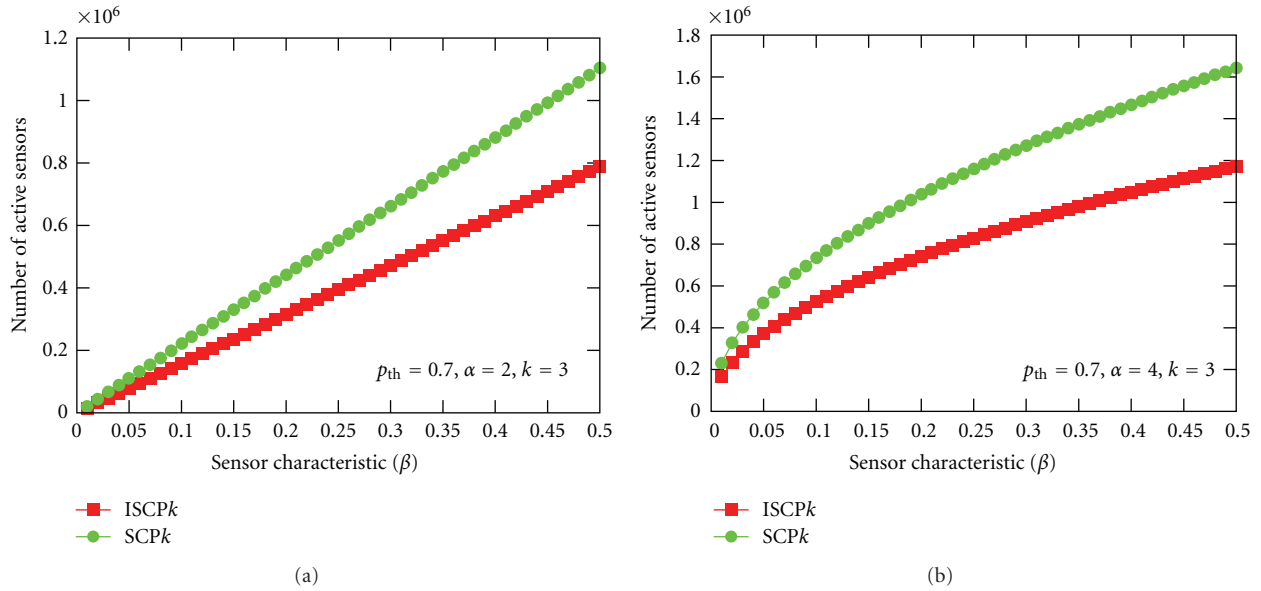 ×10⁶
1.2
1
0.8
0.6
0.4
0.2
0
Number of active sensors
p_th = 0.7, α = 2, k = 3
0 0.05 0.1 0.15 0.2 0.25 0.3 0.35 0.4 0.45 0.5
Sensor characteristic (β)
ISCPk
SCPk
(a)
×10⁶
1.8
1.6
1.4
1.2
1
0.8
0.6
0.4
0.2
0
Number of active sensors
p_th = 0.7, α = 4, k = 3
0 0.05 0.1 0.15 0.2 0.25 0.3 0.35 0.4 0.45 0.5
Sensor characteristic (β)
ISCPk
SCPk
(b)